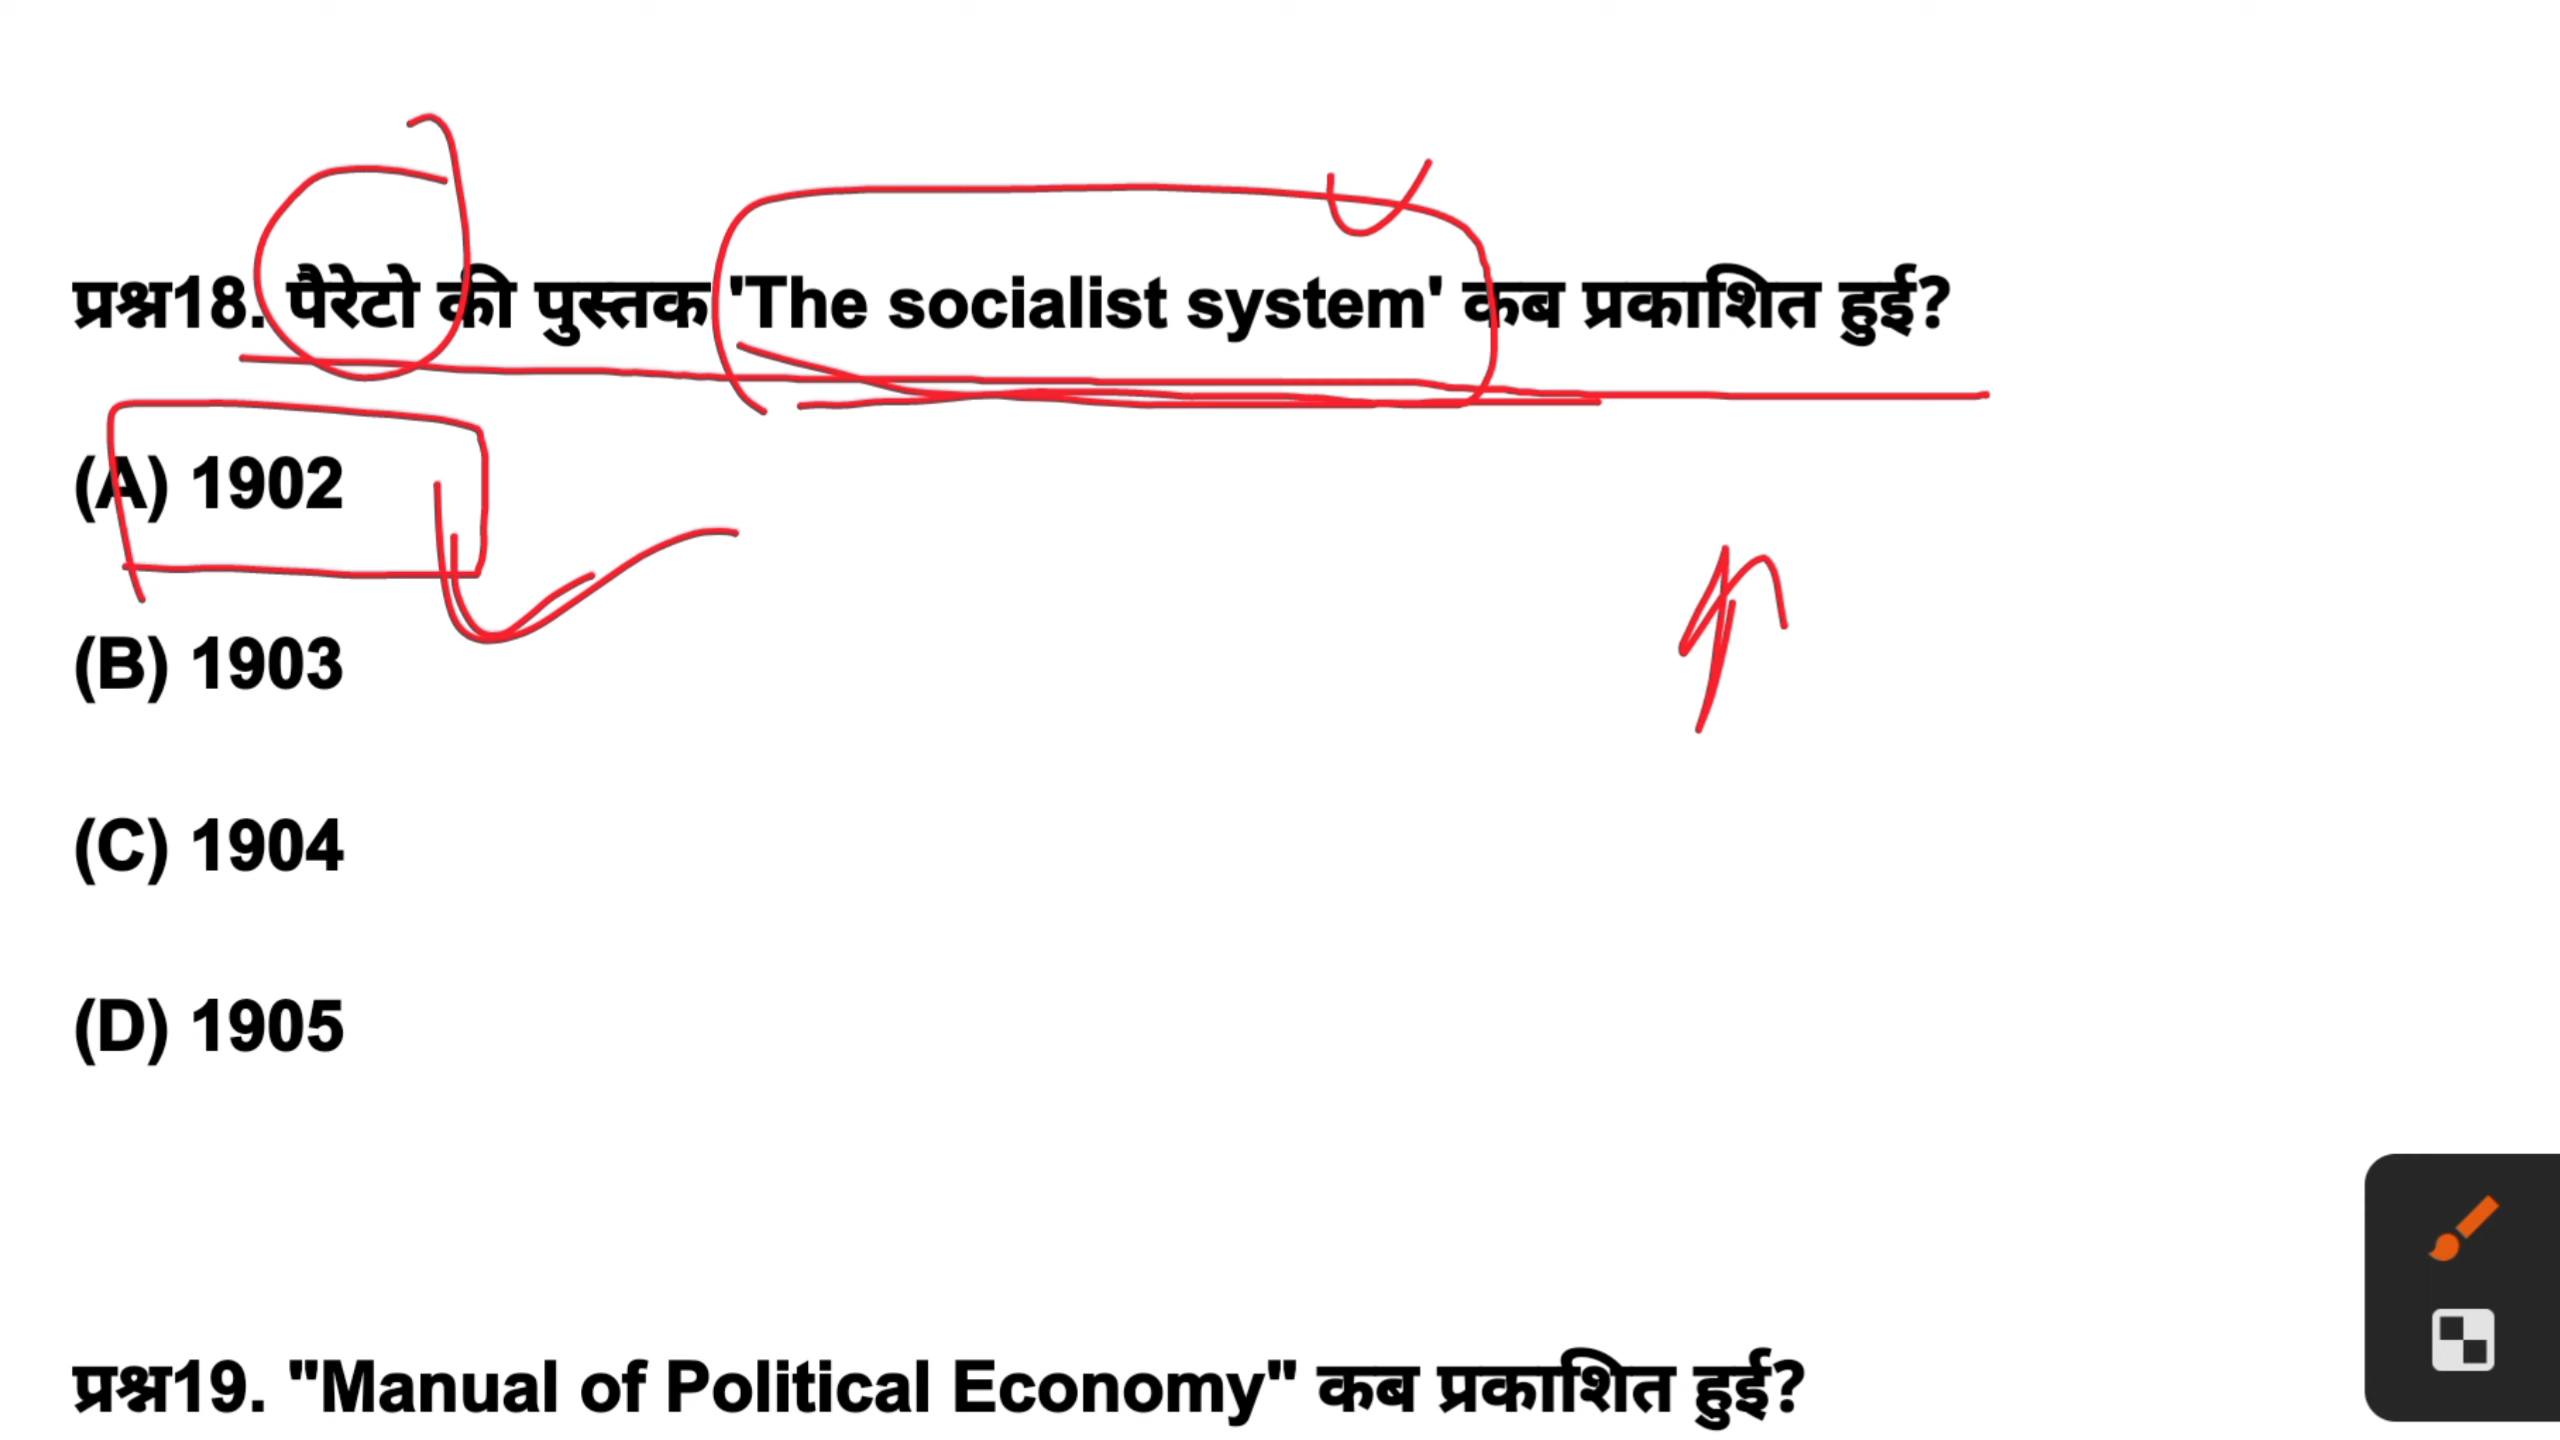 प्रश्न18. पैरेटो की पुस्तक 'The socialist system' कब प्रकाशित हुई?
(A) 1902
(B) 1903
(C) 1904
(D) 1905
प्रश्न19. "Manual of Political Economy" कब प्रकाशित हुई?